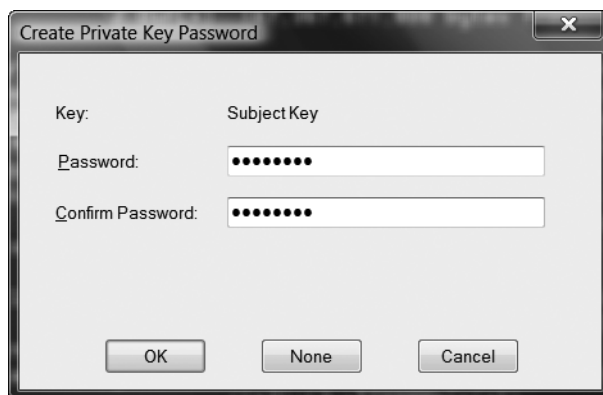 Create Private Key Password
Key: Subject Key
Password: ••••••••
Confirm Password: ••••••••
OK None Cancel